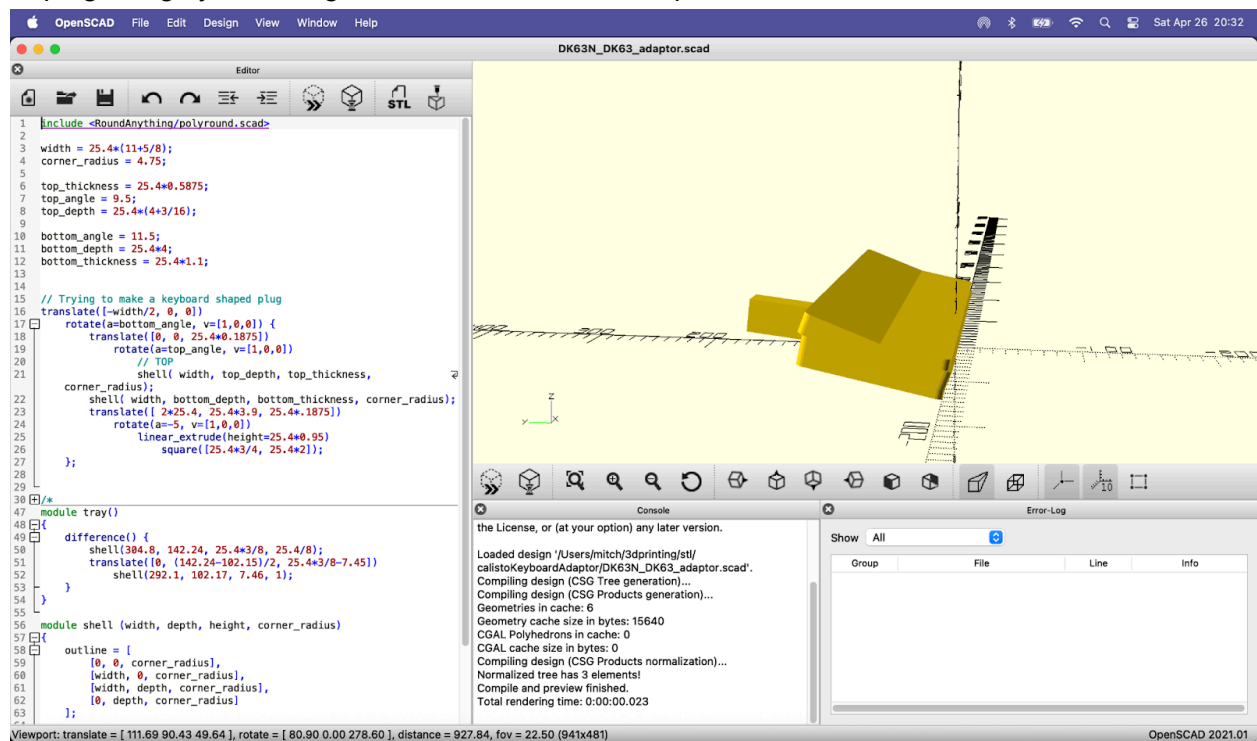 OpenSCAD File Edit Design View Window Help Sat Apr 26 20:32
DK63N_DK63_adaptor.scad
Editor
STL
1 include <RoundAnything/polyround.scad>
2
3 width = 25.4*(11+5/8);
4 corner_radius = 4.75;
5
6 top_thickness = 25.4*0.5875;
7 top_angle = 9.5;
8 top_depth = 25.4*(4+3/16);
9
10 bottom_angle = 11.5;
11 bottom_depth = 25.4*4;
12 bottom_thickness = 25.4*1.1;
13
14
15 // Trying to make a keyboard shaped plug
16 translate([-width/2, 0, 0])
17 rotate(a=bottom_angle, v=[1,0,0]) {
18 translate([0, 0, 25.4*0.1875])
19 rotate(a=top_angle, v=[1,0,0])
20 // TOP
21 shell( width, top_depth, top_thickness,
corner_radius);
22 shell( width, bottom_depth, bottom_thickness, corner_radius);
23 translate([ 2*25.4, 25.4*3.9, 25.4*.1875])
24 rotate(a=-5, v=[1,0,0])
25 linear_extrude(height=25.4*0.95)
26 square([25.4*3/4, 25.4*2]);
27 };
28
29
30 /*
47 module tray()
48 {
49 difference() {
50 shell(304.8, 142.24, 25.4*3/8, 25.4/8);
51 translate([0, (142.24-102.15)/2, 25.4*3/8-7.45])
52 shell(292.1, 102.17, 7.46, 1);
53 }
54 }
55
56 module shell (width, depth, height, corner_radius)
57 {
58 outline = [
59 [0, 0, corner_radius],
60 [width, 0, corner_radius],
61 [width, depth, corner_radius],
62 [0, depth, corner_radius]
63 ];
z
y x
10
Console
the License, or (at your option) any later version.
Loaded design '/Users/mitch/3dprinting/stl/
calistoKeyboardAdaptor/DK63N_DK63_adaptor.scad'.
Compiling design (CSG Tree generation)...
Compiling design (CSG Products generation)...
Geometries in cache: 6
Geometry cache size in bytes: 15640
CGAL Polyhedrons in cache: 0
CGAL cache size in bytes: 0
Compiling design (CSG Products normalization)...
Normalized tree has 3 elements!
Compile and preview finished.
Total rendering time: 0:00:00.023
Error-Log
Show All
Group File Line Info
Viewport: translate = [ 111.69 90.43 49.64 ], rotate = [ 80.90 0.00 278.60 ], distance = 927.84, fov = 22.50 (941x481) OpenSCAD 2021.01